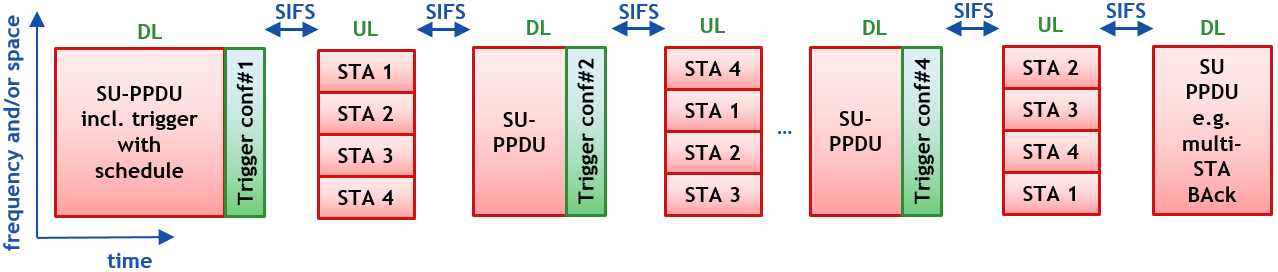 frequency and/or space
time
DL
SU-PPDU
incl. trigger
with
schedule
Trigger conf#1
SIFS
UL
STA 1
STA 2
STA 3
STA 4
SIFS
DL
SU-
PPDU
Trigger conf#2
SIFS
UL
STA 4
STA 1
STA 2
STA 3
...
DL
SU-
PPDU
Trigger conf#4
SIFS
UL
STA 2
STA 3
STA 4
STA 1
SIFS
DL
SU
PPDU
e.g.
multi-
STA
BAck